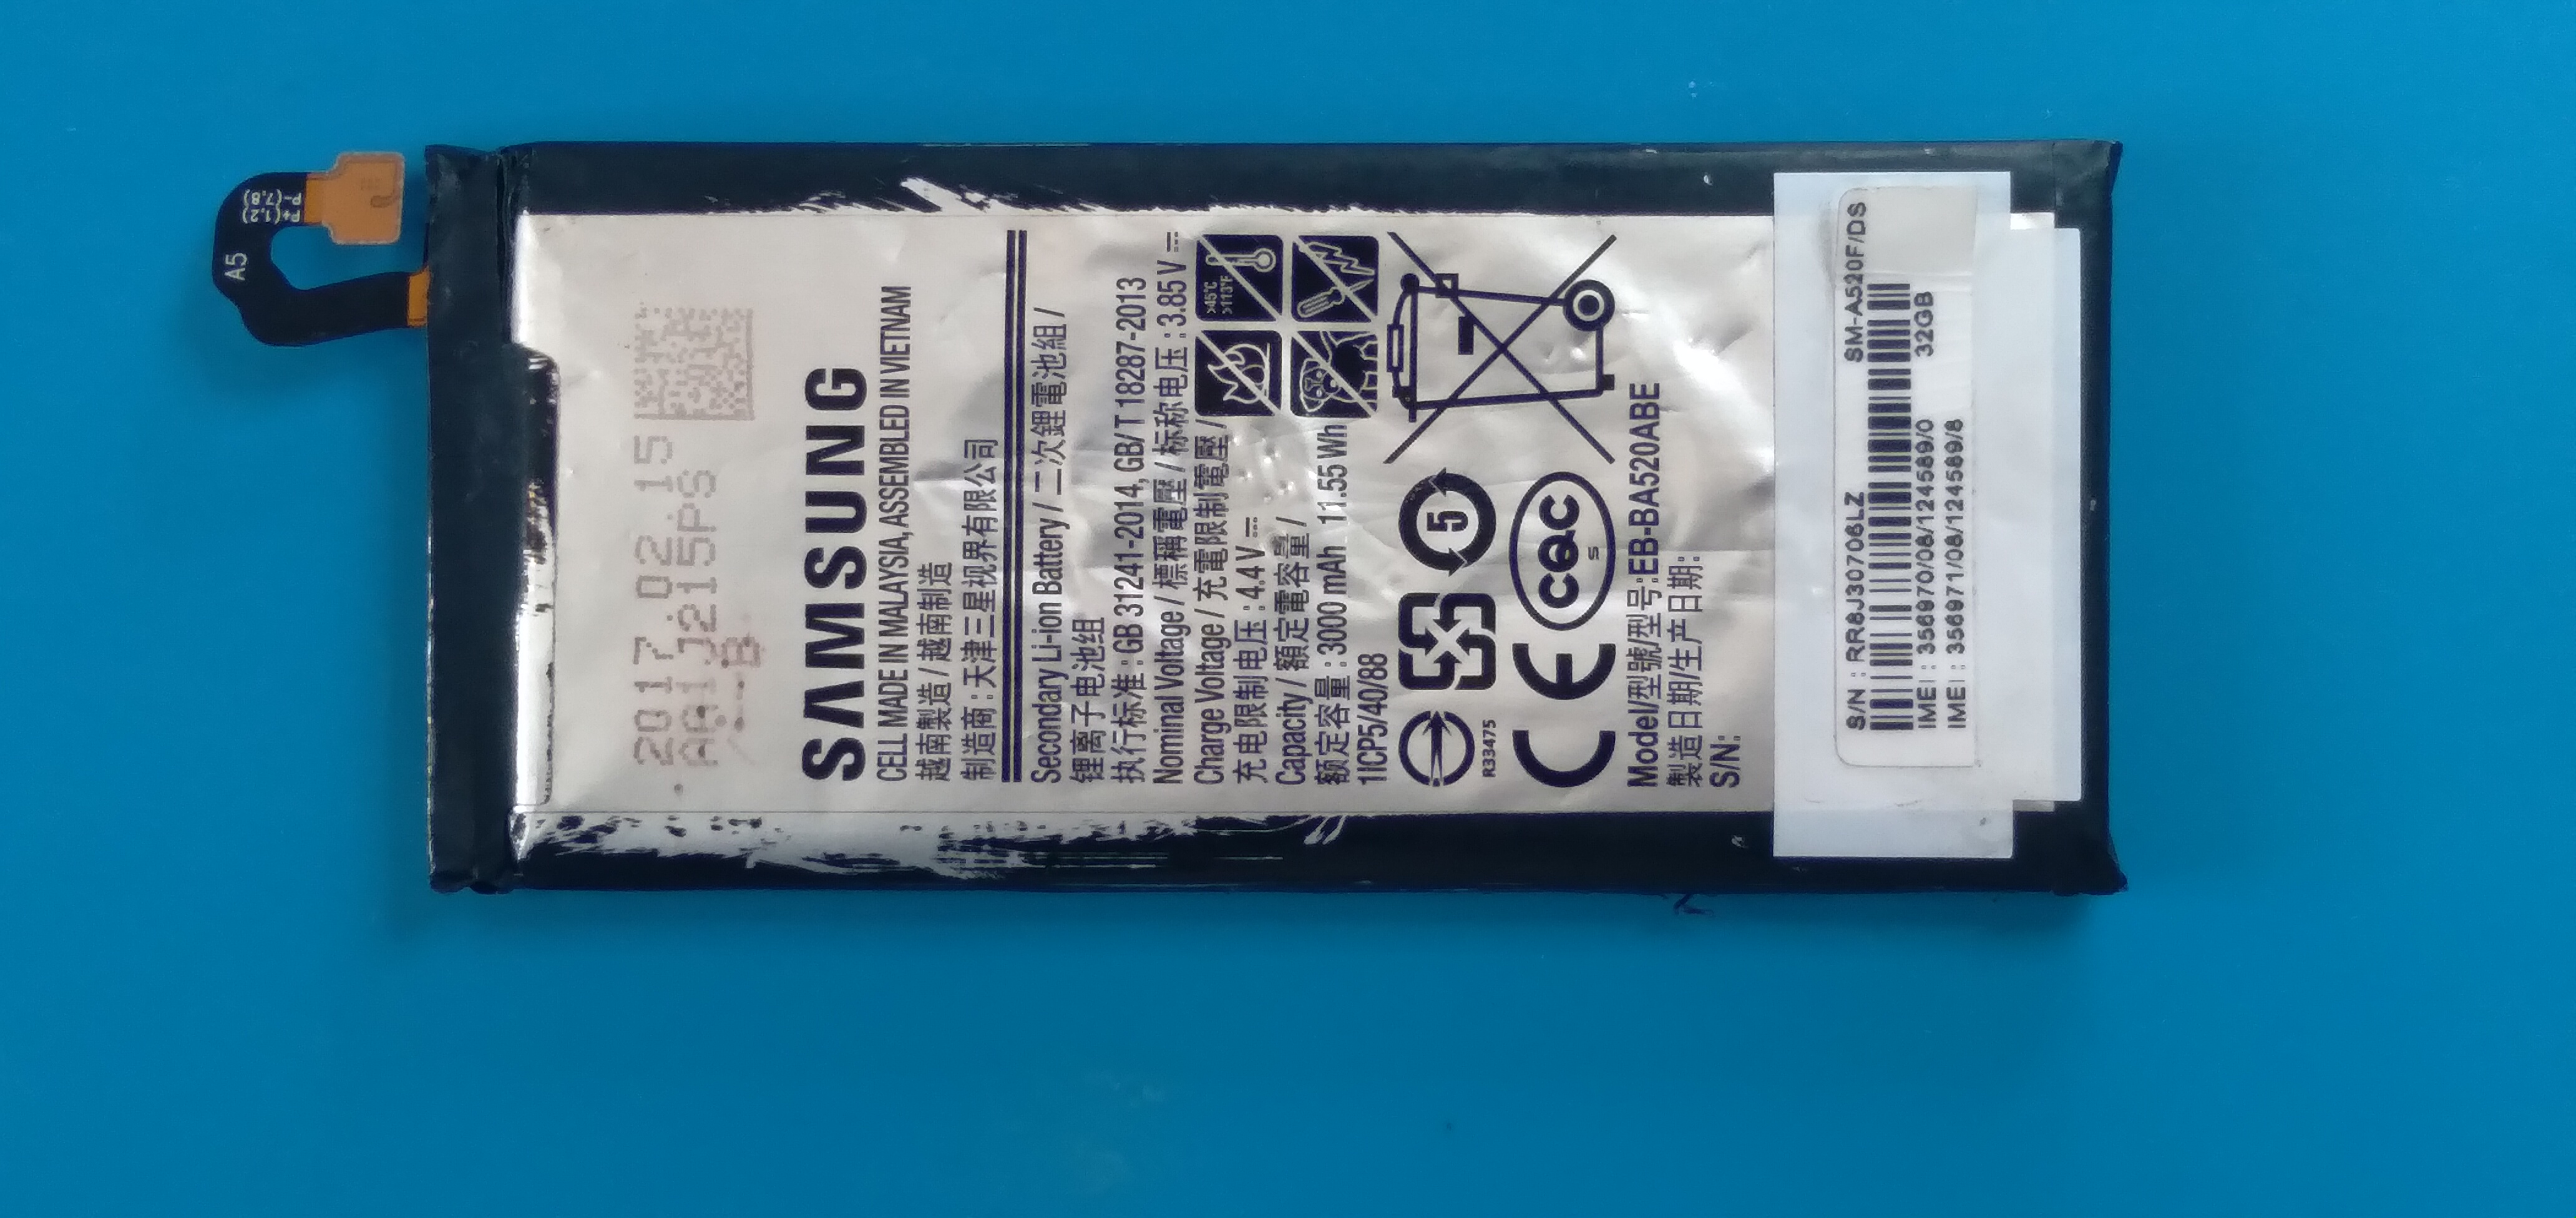 A5
P+(1,2)
P-(7,8)
2017.02.15
AA1J215PS
B
SAMSUNG
CELL MADE IN MALAYSIA, ASSEMBLED IN VIETNAM
越南製造 / 越南制造
制造商 : 天津三星视界有限公司
Secondary Li-ion Battery / 二次鋰電池組 /
锂离子电池组
执行标准 : GB 31241-2014, GB/ T 18287-2013
Nominal Voltage / 標稱電壓 / 标称电压 : 3.85 V ⎓
Charge Voltage / 充電限制電壓 /
充电限制电压 : 4.4 V ⎓
>45°C
>113°F
Capacity / 額定電容量 /
额定容量 : 3000 mAh 11.55 Wh
1ICP5/40/88
5
R33475
CE
CQC
S
Model/型號/型号:EB-BA520ABE
製造日期/生产日期:
S/N:
S/N : RR8J30706LZ SM-A520F/DS
IMEI : 356970/08/124589/0 32GB
IMEI : 356971/08/124589/8